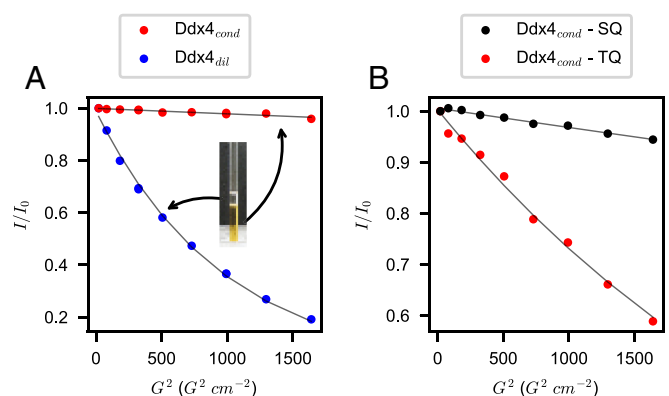 Ddx4cond
Ddx4dil
Ddx4cond - SQ
Ddx4cond - TQ
A
B
I/I0
1.0
0.8
0.6
0.4
0.2
0
500
1000
1500
G² (G² cm⁻²)
I/I0
1.0
0.9
0.8
0.7
0.6
0
500
1000
1500
G² (G² cm⁻²)